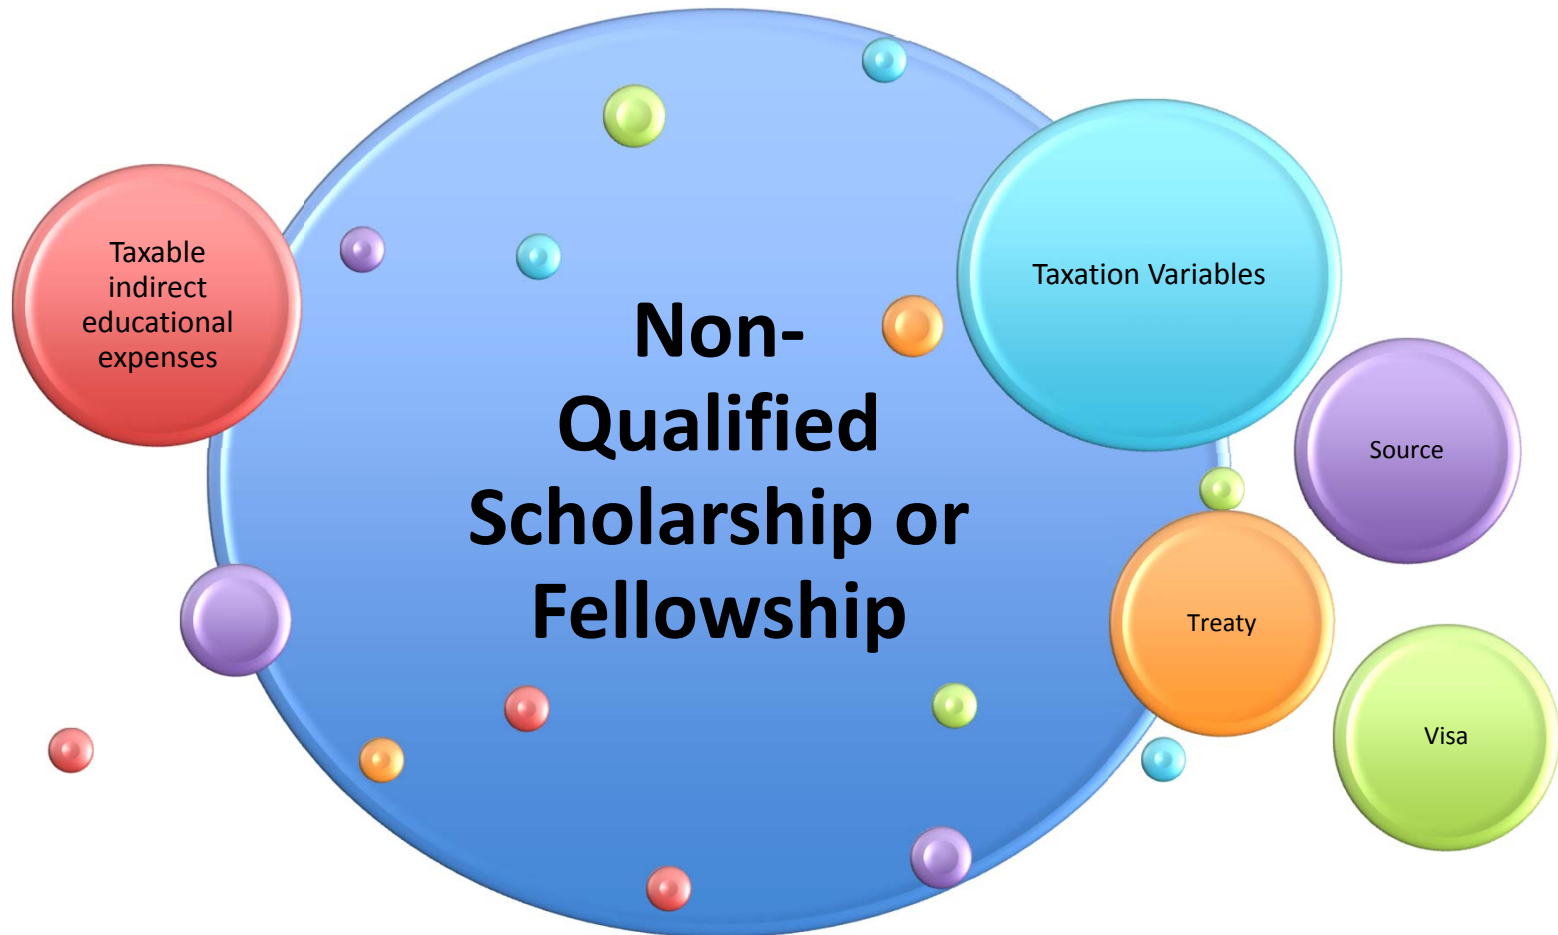 Non-
Qualified
Scholarship or
Fellowship
Taxable
indirect
educational
expenses
Taxation Variables
Source
Treaty
Visa